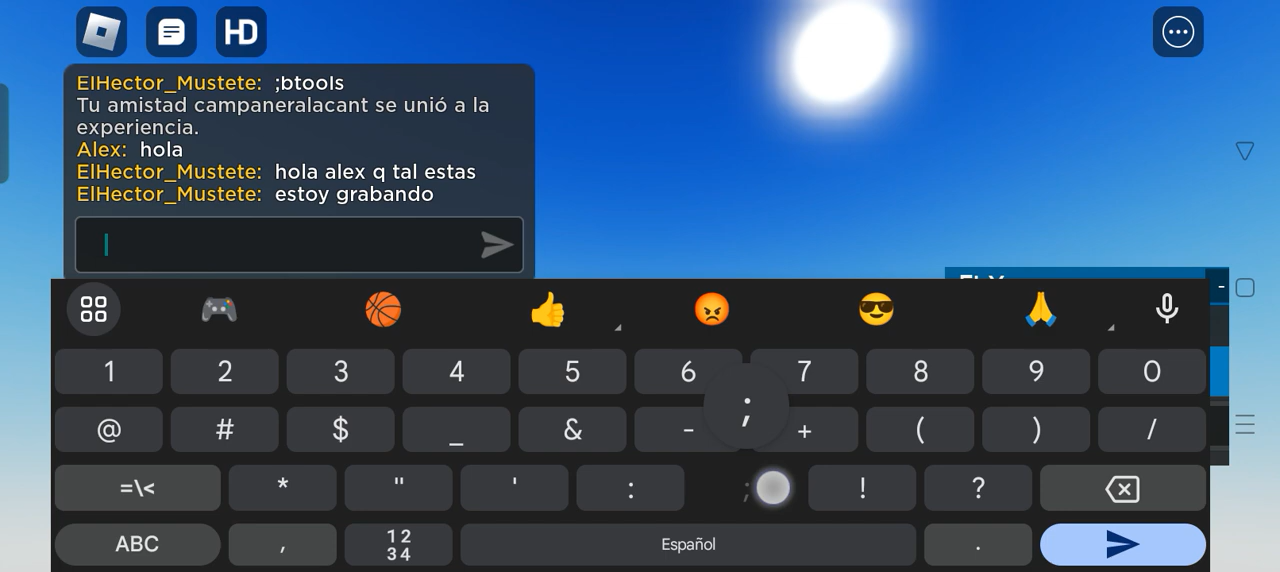 HD
ElHector_Mustete: ;btools
Tu amistad campaneralacant se unió a la
experiencia.
Alex: hola
ElHector_Mustete: hola alex q tal estas
ElHector_Mustete: estoy grabando
-
1 2 3 4 5 6 7 8 9 0
;
@ # $ _ & - + ( ) /
=\< * " ' : ; ! ?
ABC , 12 Español .
34